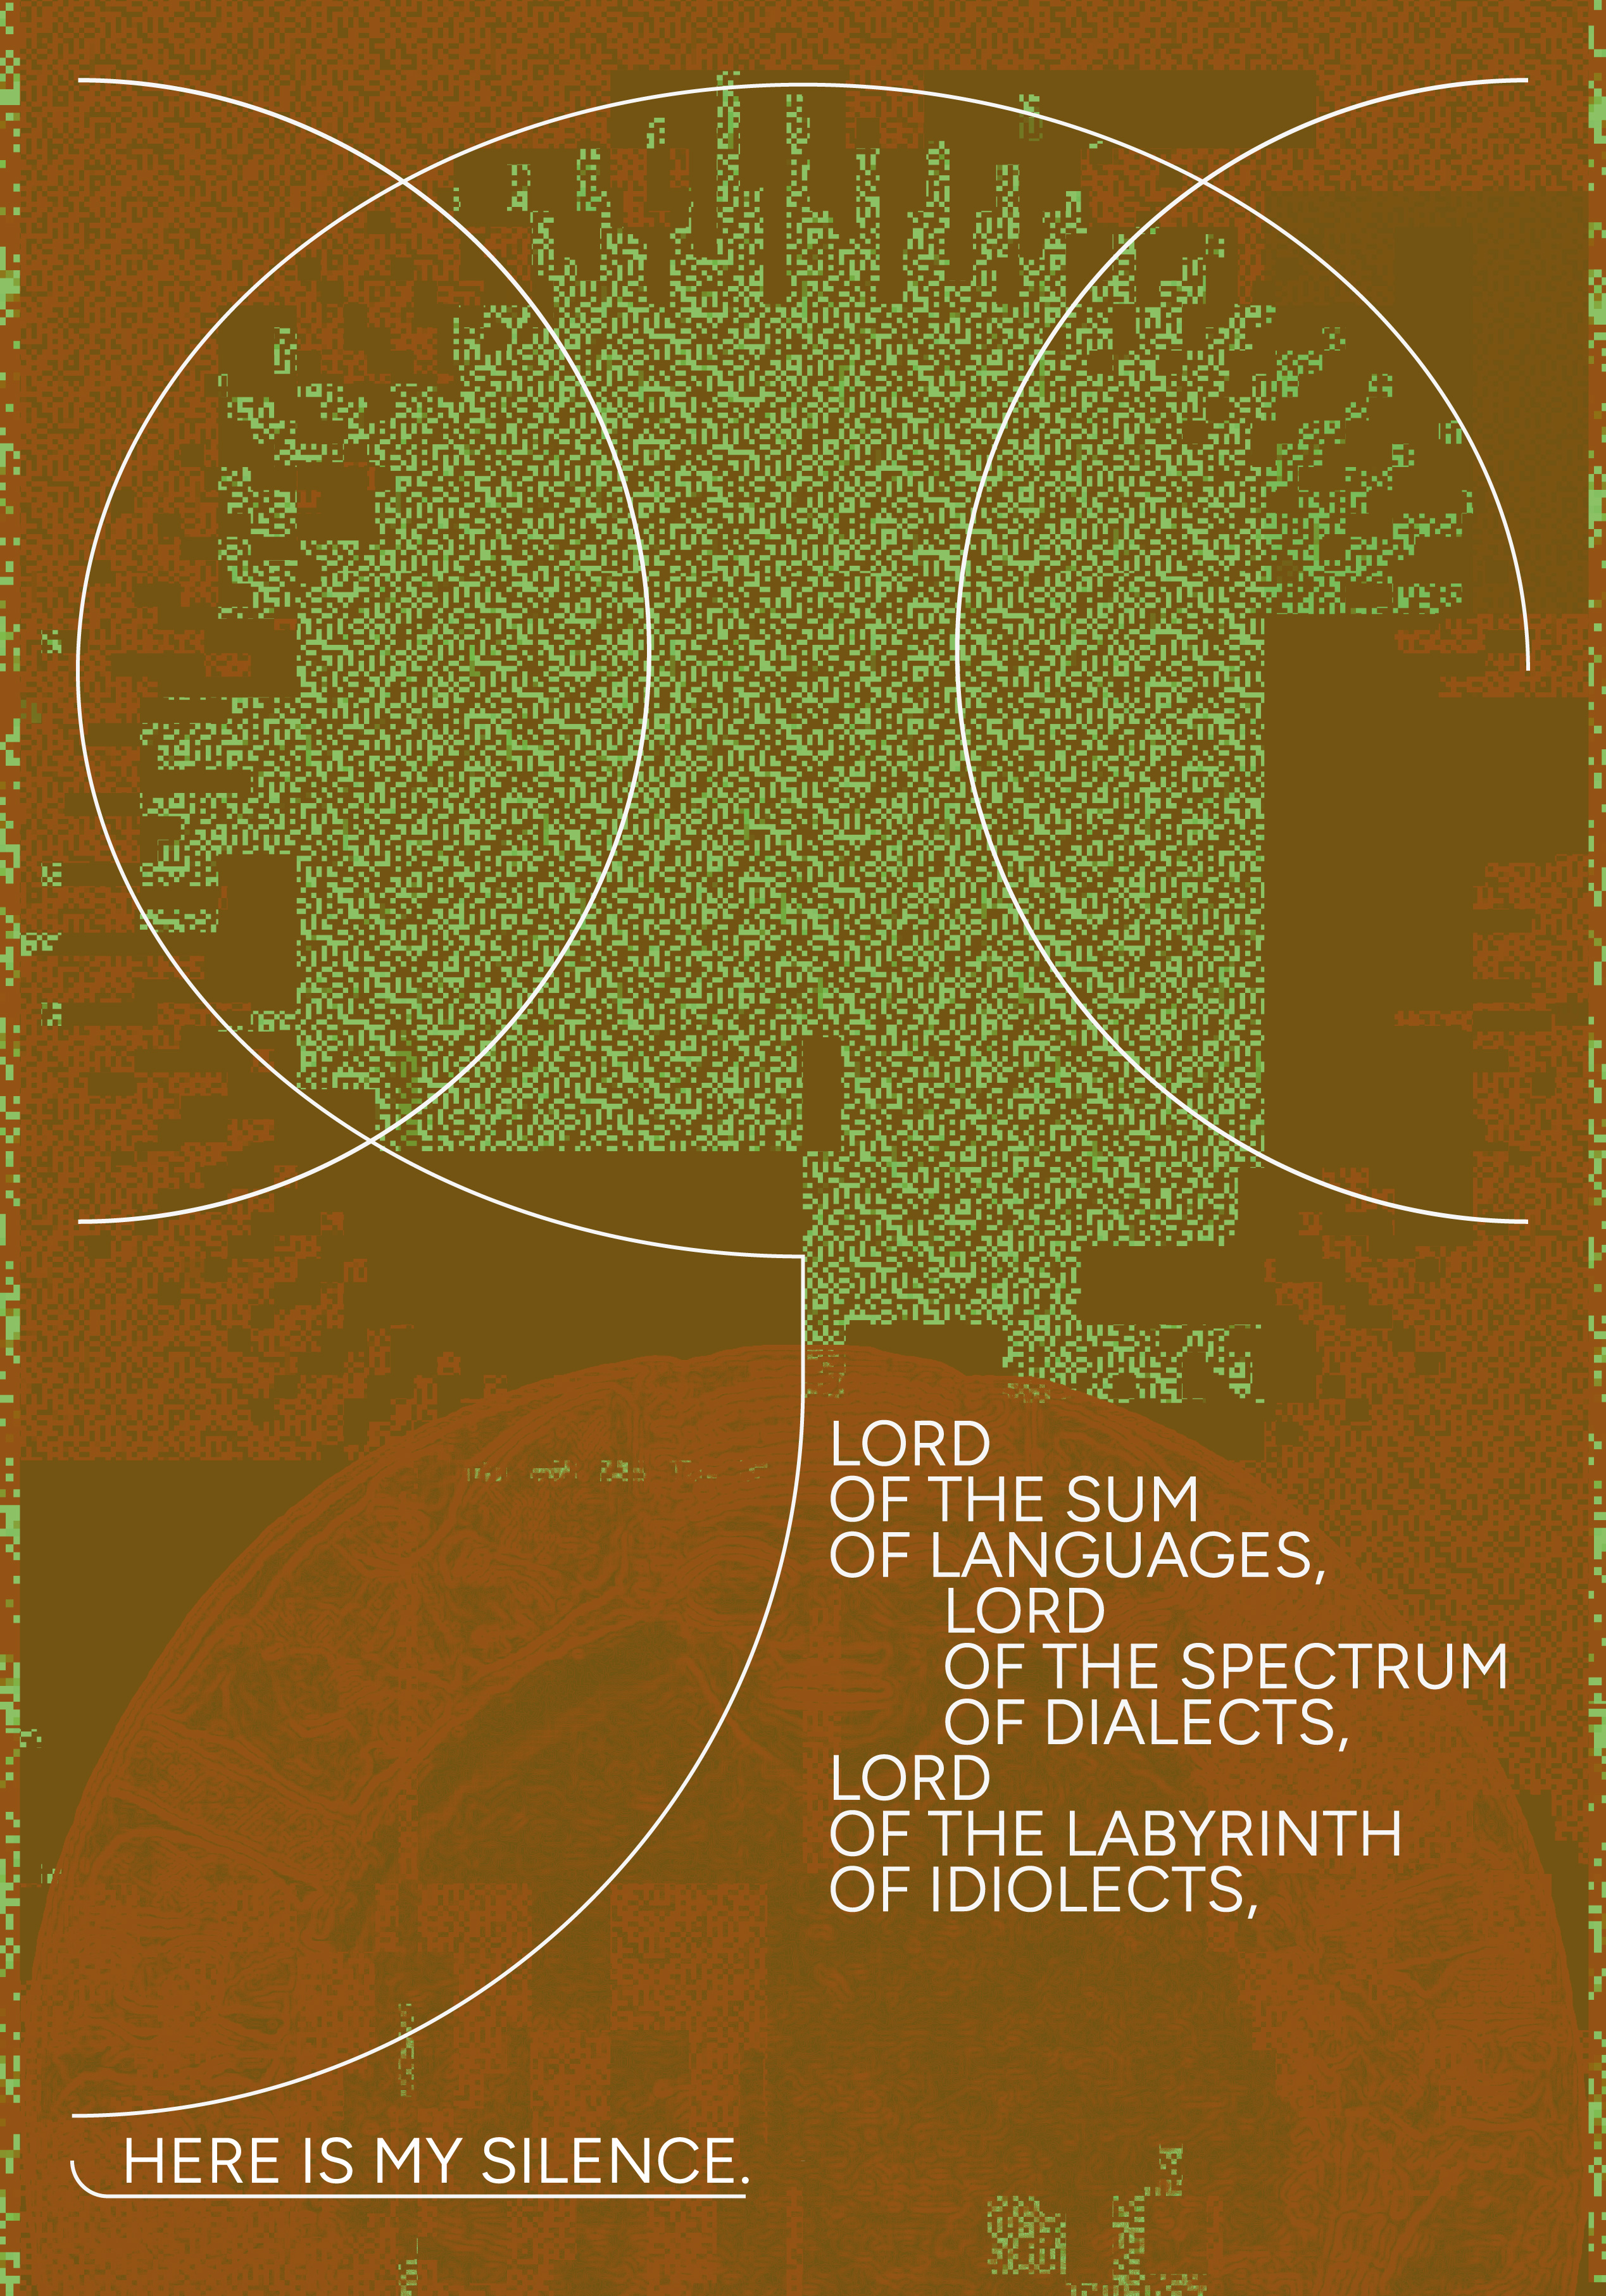 LORD
OF THE SUM
OF LANGUAGES,
LORD
OF THE SPECTRUM
OF DIALECTS,
LORD
OF THE LABYRINTH
OF IDIOLECTS,
HERE IS MY SILENCE.